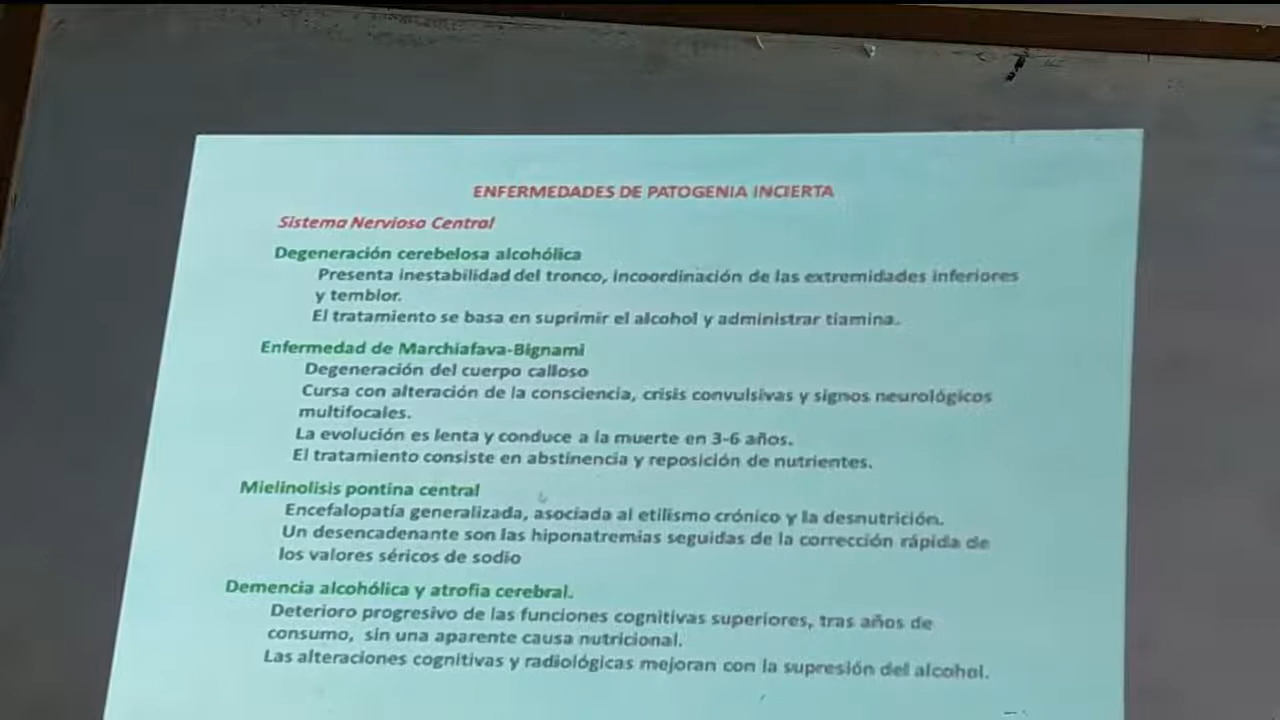 ENFERMEDADES DE PATOGENIA INCIERTA
Sistema Nervioso Central
Degeneración cerebelosa alcohólica
Presenta inestabilidad del tronco, incoordinación de las extremidades inferiores
y temblor.
El tratamiento se basa en suprimir el alcohol y administrar tiamina.
Enfermedad de Marchiafava-Bignami
Degeneración del cuerpo calloso
Cursa con alteración de la consciencia, crisis convulsivas y signos neurológicos
multifocales.
La evolución es lenta y conduce a la muerte en 3-6 años.
El tratamiento consiste en abstinencia y reposición de nutrientes.
Mielinolisis pontina central
Encefalopatía generalizada, asociada al etilismo crónico y la desnutrición.
Un desencadenante son las hiponatremias seguidas de la corrección rápida de
los valores séricos de sodio
Demencia alcohólica y atrofia cerebral.
Deterioro progresivo de las funciones cognitivas superiores, tras años de
consumo, sin una aparente causa nutricional.
Las alteraciones cognitivas y radiológicas mejoran con la supresión del alcohol.